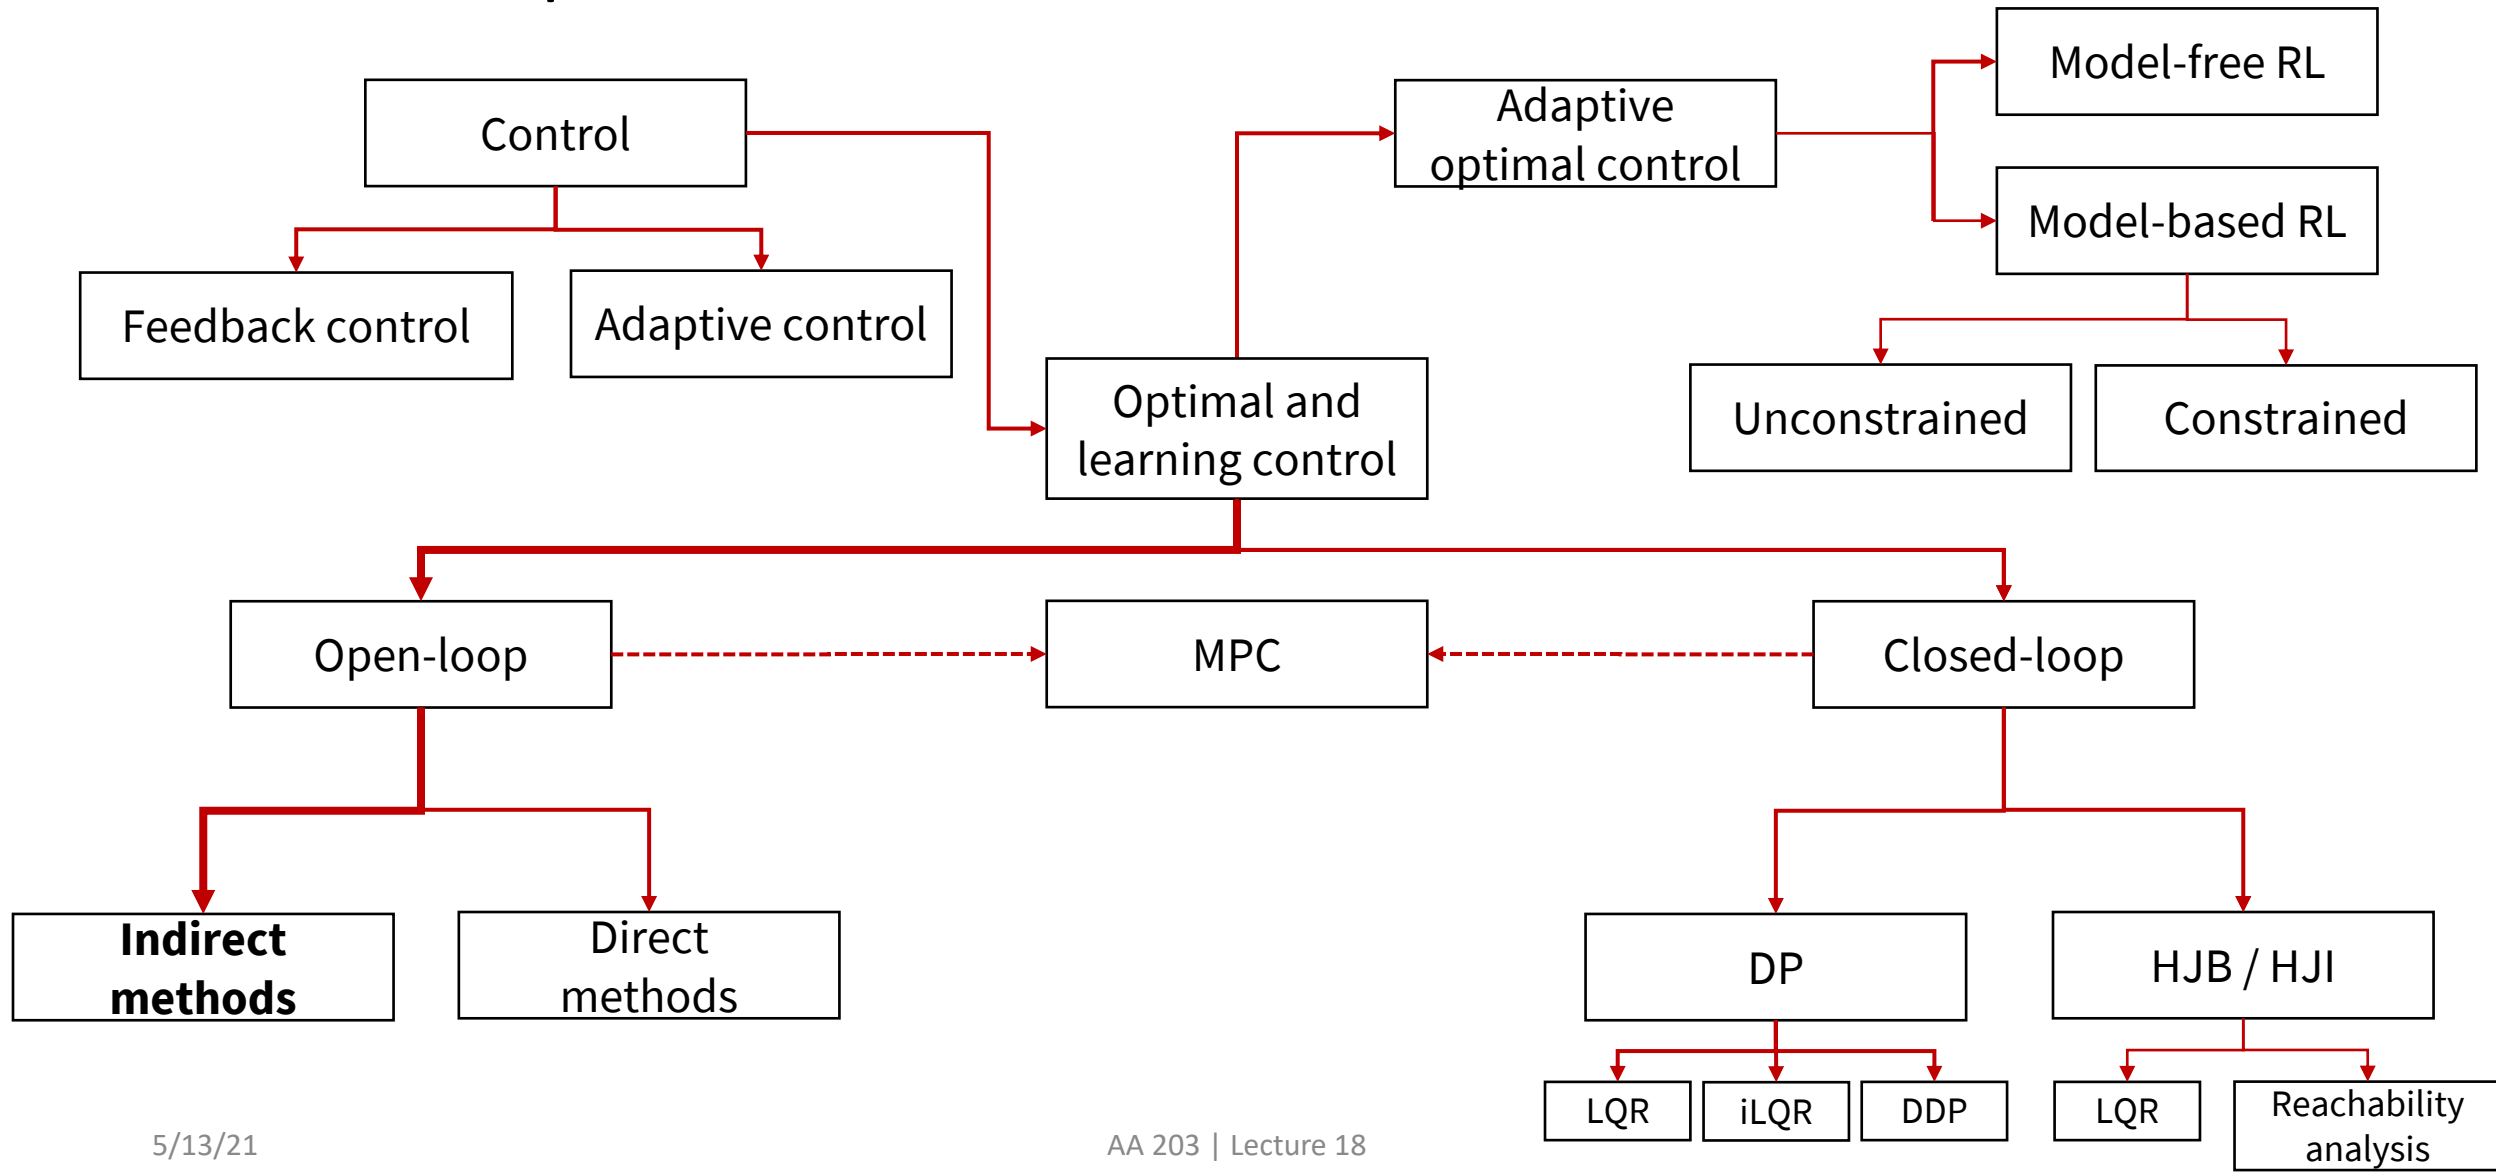 Model-free RL
Control
Adaptive
optimal control
Model-based RL
Feedback control
Adaptive control
Optimal and
learning control
Unconstrained
Constrained
Open-loop
MPC
Closed-loop
Indirect
methods
Direct
methods
DP
HJB / HJI
LQR
iLQR
DDP
LQR
Reachability
analysis
5/13/21
AA 203 | Lecture 18